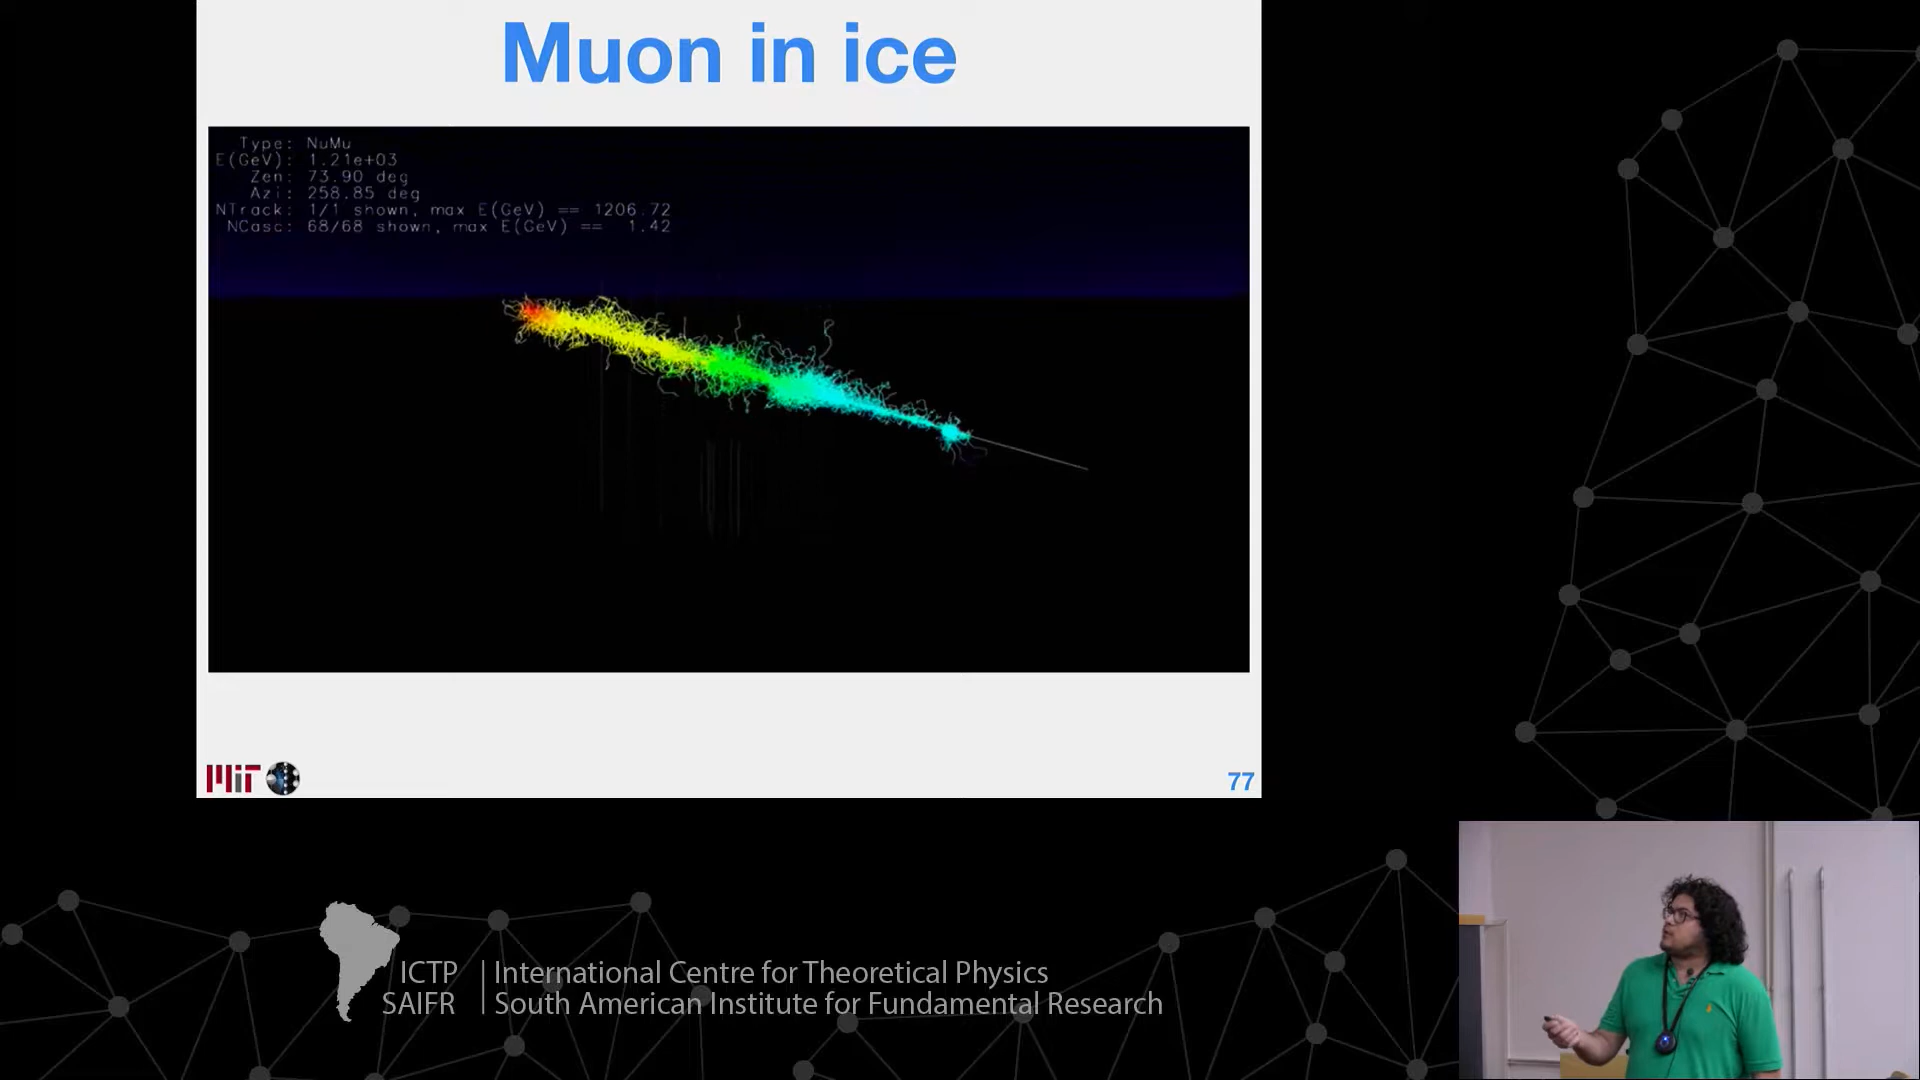 Muon in ice
Type: NuMu
E(GeV): 1.21e+03
Zen: 73.90 deg
Azi: 258.85 deg
NTrack: 1/1 shown, max E(GeV) == 1206.72
NCasc: 68/68 shown, max E(GeV) == 1.42
MIT
77
ICTP
SAIFR
International Centre for Theoretical Physics
South American Institute for Fundamental Research